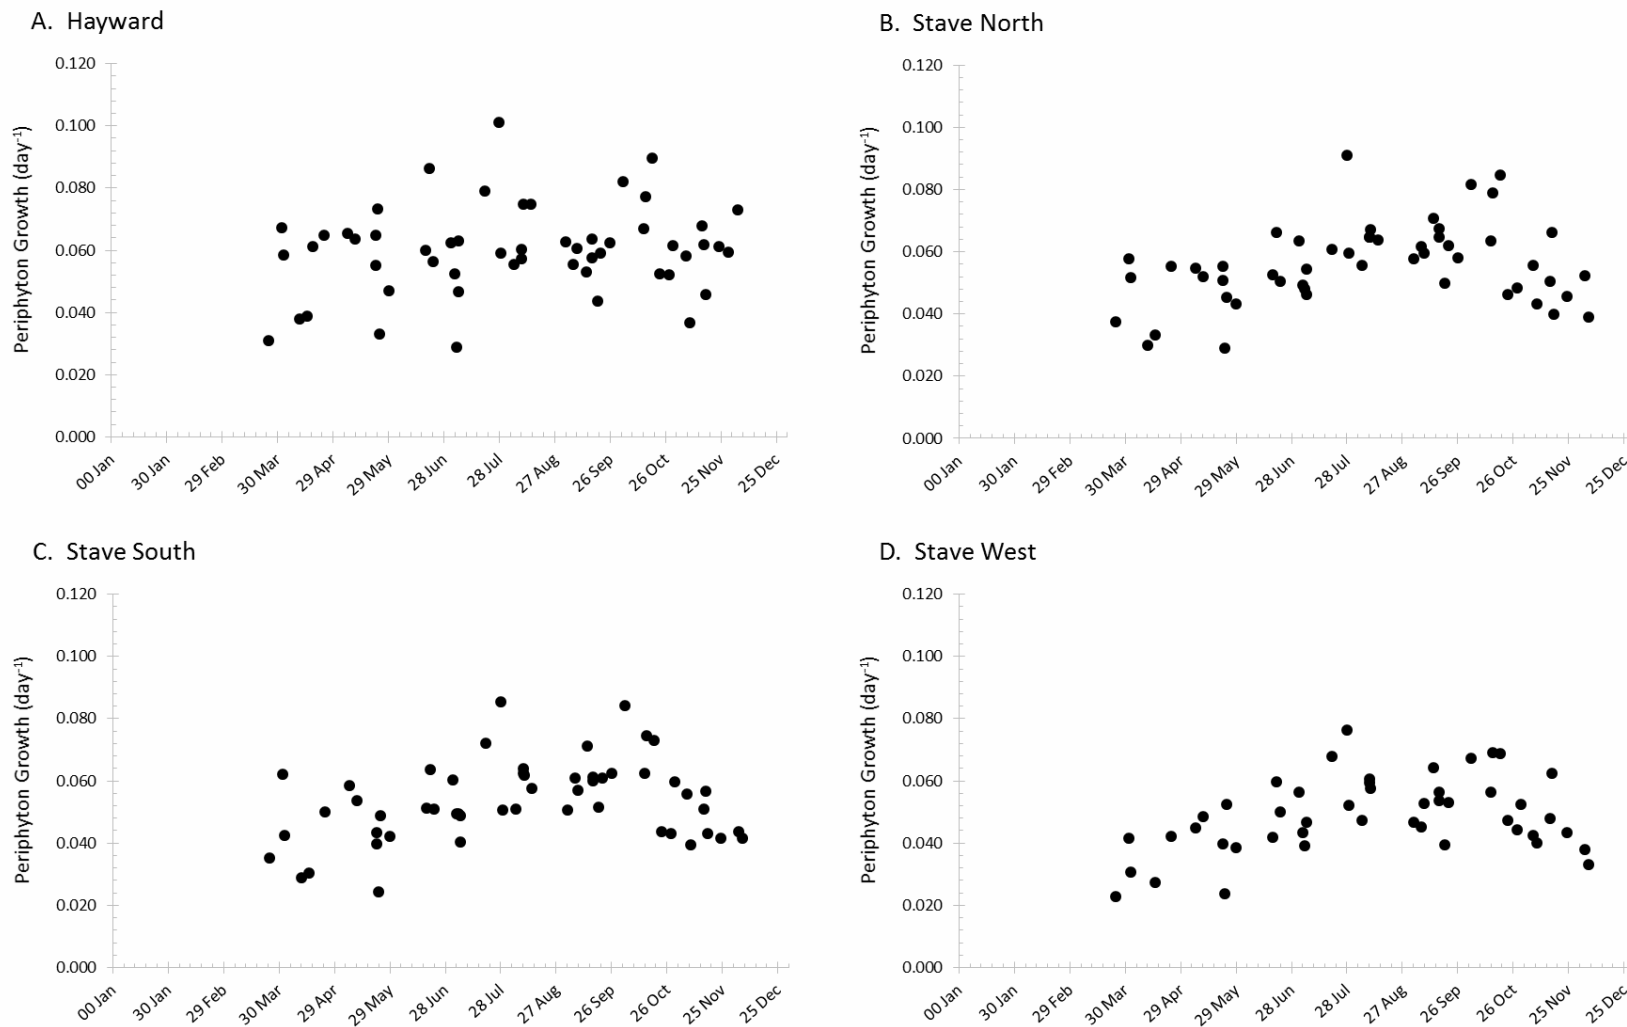 A. Hayward
Periphyton Growth (day⁻¹)
0.120
0.100
0.080
0.060
0.040
0.020
0.000
00 Jan
30 Jan
29 Feb
30 Mar
29 Apr
29 May
28 Jun
28 Jul
27 Aug
26 Sep
26 Oct
25 Nov
25 Dec
B. Stave North
Periphyton Growth (day⁻¹)
0.120
0.100
0.080
0.060
0.040
0.020
0.000
00 Jan
30 Jan
29 Feb
30 Mar
29 Apr
29 May
28 Jun
28 Jul
27 Aug
26 Sep
26 Oct
25 Nov
25 Dec
C. Stave South
Periphyton Growth (day⁻¹)
0.120
0.100
0.080
0.060
0.040
0.020
0.000
00 Jan
30 Jan
29 Feb
30 Mar
29 Apr
29 May
28 Jun
28 Jul
27 Aug
26 Sep
26 Oct
25 Nov
25 Dec
D. Stave West
Periphyton Growth (day⁻¹)
0.120
0.100
0.080
0.060
0.040
0.020
0.000
00 Jan
30 Jan
29 Feb
30 Mar
29 Apr
29 May
28 Jun
28 Jul
27 Aug
26 Sep
26 Oct
25 Nov
25 Dec